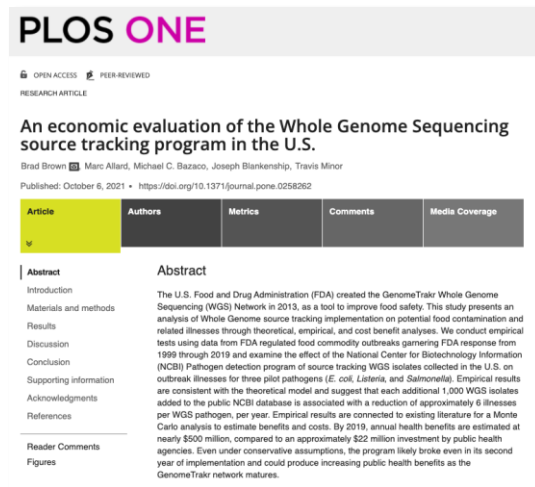 PLOS ONE
OPEN ACCESS PEER-REVIEWED
RESEARCH ARTICLE
An economic evaluation of the Whole Genome Sequencing
source tracking program in the U.S.
Brad Brown, Marc Allard, Michael C. Bazaco, Joseph Blankenship, Travis Minor
Published: October 6, 2021 • https://doi.org/10.1371/journal.pone.0258262
Article Authors Metrics Comments Media Coverage
Abstract
Introduction
Materials and methods
Results
Discussion
Conclusion
Supporting information
Acknowledgments
References
Reader Comments
Figures
Abstract
The U.S. Food and Drug Administration (FDA) created the GenomeTrakr Whole Genome
Sequencing (WGS) Network in 2013, as a tool to improve food safety. This study presents an
analysis of Whole Genome source tracking implementation on potential food contamination and
related illnesses through theoretical, empirical, and cost benefit analyses. We conduct empirical
tests using data from FDA regulated food commodity outbreaks garnering FDA response from
1999 through 2019 and examine the effect of the National Center for Biotechnology Information
(NCBI) Pathogen detection program of source tracking WGS isolates collected in the U.S. on
outbreak illnesses for three pilot pathogens (E. coli, Listeria, and Salmonella). Empirical results
are consistent with the theoretical model and suggest that each additional 1,000 WGS isolates
added to the public NCBI database is associated with a reduction of approximately 6 illnesses
per WGS pathogen, per year. Empirical results are connected to existing literature for a Monte
Carlo analysis to estimate benefits and costs. By 2019, annual health benefits are estimated at
nearly $500 million, compared to an approximately $22 million investment by public health
agencies. Even under conservative assumptions, the program likely broke even in its second
year of implementation and could produce increasing public health benefits as the
GenomeTrakr network matures.